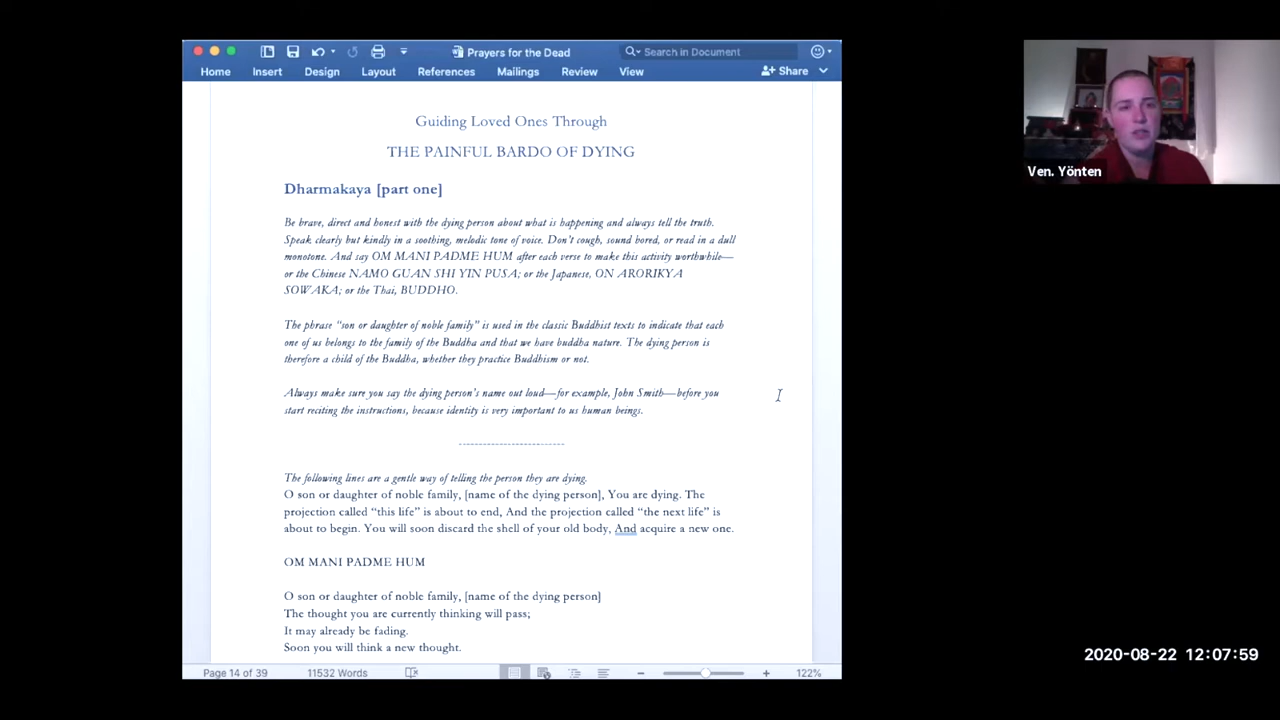 Prayers for the Dead
Search in Document
Home Insert Design Layout References Mailings Review View Share
Guiding Loved Ones Through
THE PAINFUL BARDO OF DYING
Dharmakaya [part one]
Be brave, direct and honest with the dying person about what is happening and always tell the truth.
Speak clearly but kindly in a soothing, melodic tone of voice. Don't cough, sound bored, or read in a dull
monotone. And say OM MANI PADME HUM after each verse to make this activity worthwhile—
or the Chinese NAMO GUAN SHI YIN PUSA; or the Japanese, ON ARORIKYA
SOWAKA; or the Thai, BUDDHO.
The phrase “son or daughter of noble family” is used in the classic Buddhist texts to indicate that each
one of us belongs to the family of the Buddha and that we have buddha nature. The dying person is
therefore a child of the Buddha, whether they practice Buddhism or not.
Always make sure you say the dying person's name out loud—for example, John Smith—before you
start reciting the instructions, because identity is very important to us human beings.
--------------------------
The following lines are a gentle way of telling the person they are dying.
O son or daughter of noble family, [name of the dying person], You are dying. The
projection called “this life” is about to end, And the projection called “the next life” is
about to begin. You will soon discard the shell of your old body, And acquire a new one.
OM MANI PADME HUM
O son or daughter of noble family, [name of the dying person]
The thought you are currently thinking will pass;
It may already be fading.
Soon you will think a new thought.
Page 14 of 39 11532 Words 122%
Ven. Yönten
2020-08-22 12:07:59